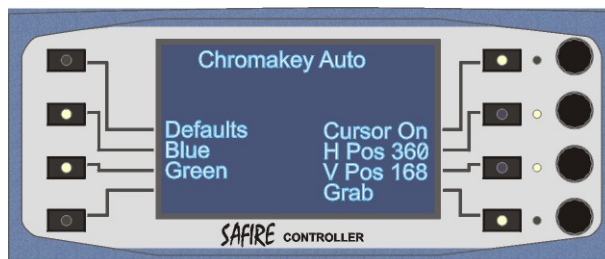 Chromakey Auto
Defaults Cursor On
Blue H Pos 360
Green V Pos 168
Grab
SAFIRE CONTROLLER